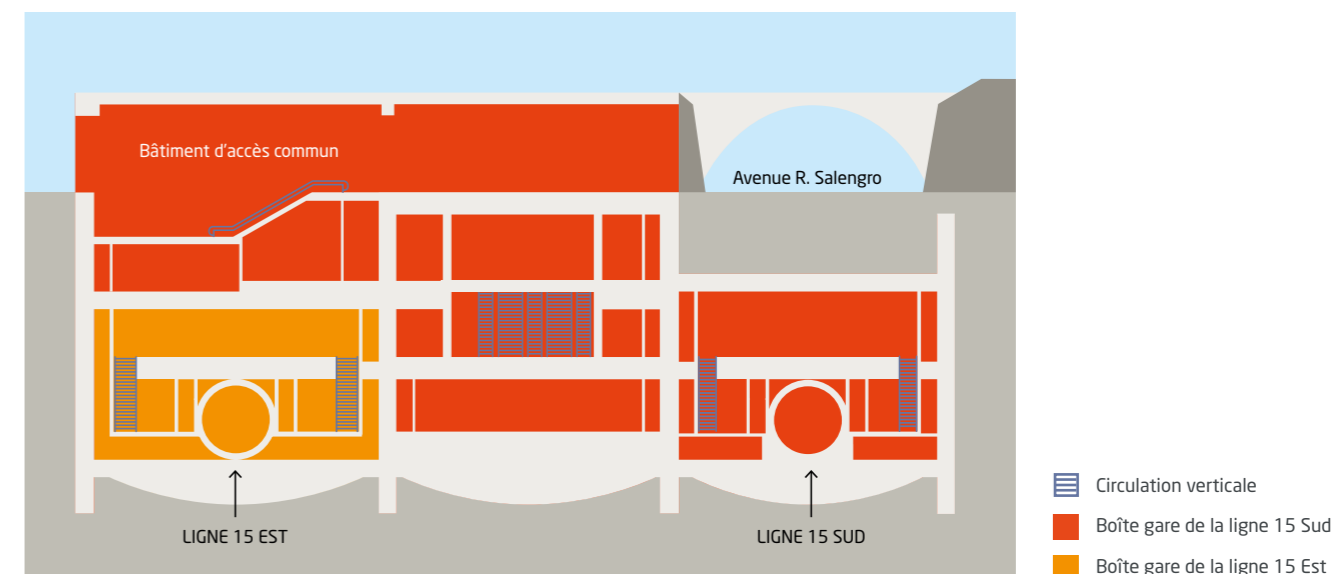 Bâtiment d'accès commun
Avenue R. Salengro
LIGNE 15 EST
LIGNE 15 SUD
Circulation verticale
Boîte gare de la ligne 15 Sud
Boîte gare de la ligne 15 Est